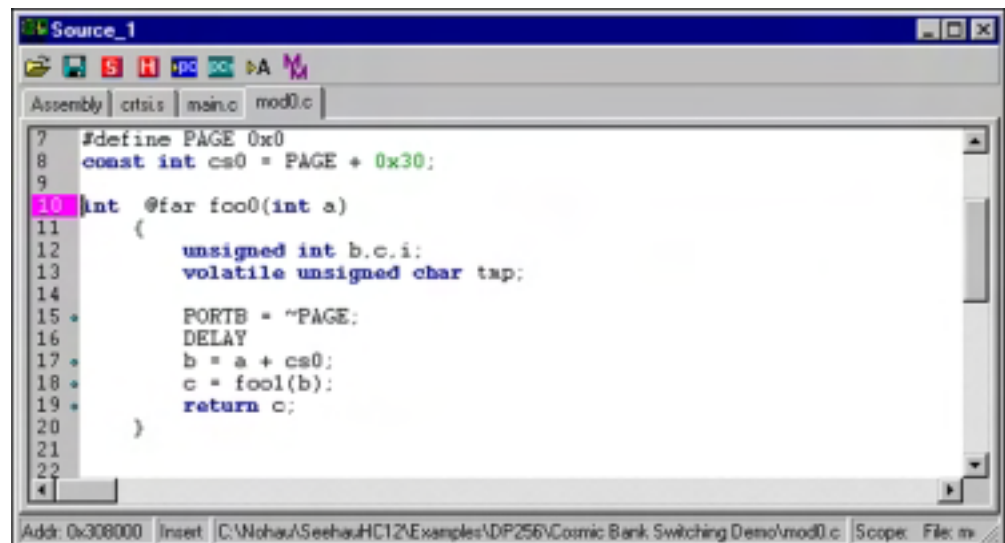 Source_1
S H PC PC A M M
Assembly crtsi.s main.c mod0.c
7 #define PAGE 0x0
8 const int cs0 = PAGE + 0x30;
9
10 int @far foo0(int a)
11 {
12 unsigned int b,c,i;
13 volatile unsigned char tmp;
14
15 PORTB = ~PAGE;
16 DELAY
17 b = a + cs0;
18 c = foo1(b);
19 return c;
20 }
21
22
Addr: 0x308000 Insert C:\Nohau\SeehauHC12\Examples\DP256\Cosmic Bank Switching Demo\mod0.c Scope: File: